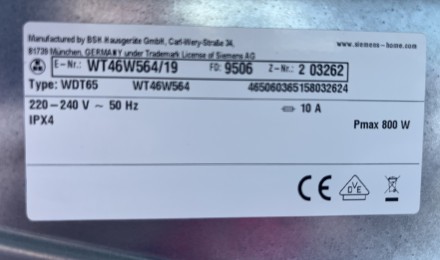 Manufactured by BSH Hausgeräte GmbH, Carl-Wery-Straße 34,
81739 München, GERMANY under Trademark License of Siemens AG
www.siemens-home.com
E-Nr.: WT46W564/19 FD: 9506 Z-Nr.: 2 03262
Type: WDT65 WT46W564 465060365158032624
220-240 V ~ 50 Hz 10 A
IPX4 Pmax 800 W
CE VDE